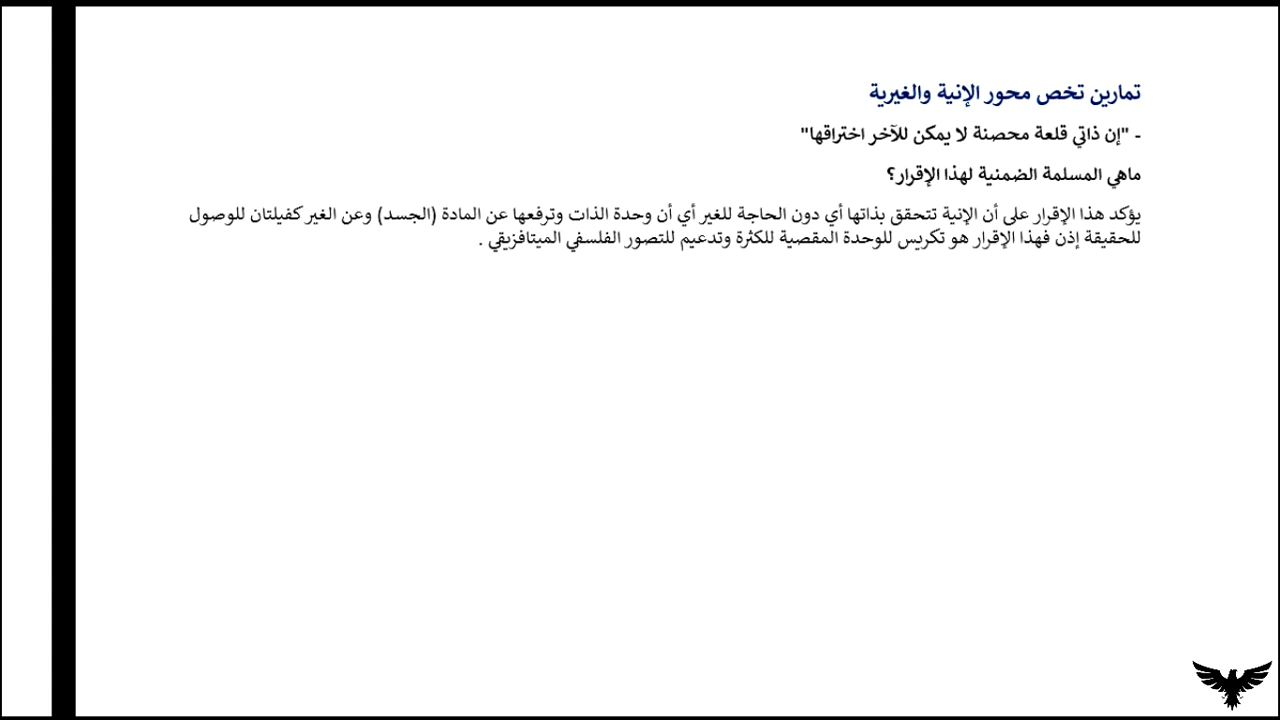 تمارين تخص محور الإنية والغيرية
- "إن ذاتي قلعة محصنة لا يمكن للآخر اختراقها"
ماهي المسلمة الضمنية لهذا الإقرار؟
يؤكد هذا الإقرار على أن الإنية تتحقق بذاتها أي دون الحاجة للغير أي أن وحدة الذات وترفعها عن المادة (الجسد) وعن الغير كفيلتان للوصول
للحقيقة إذن فهذا الإقرار هو تكريس للوحدة المقصية للكثرة وتدعيم للتصور الفلسفي الميتافزيقي .